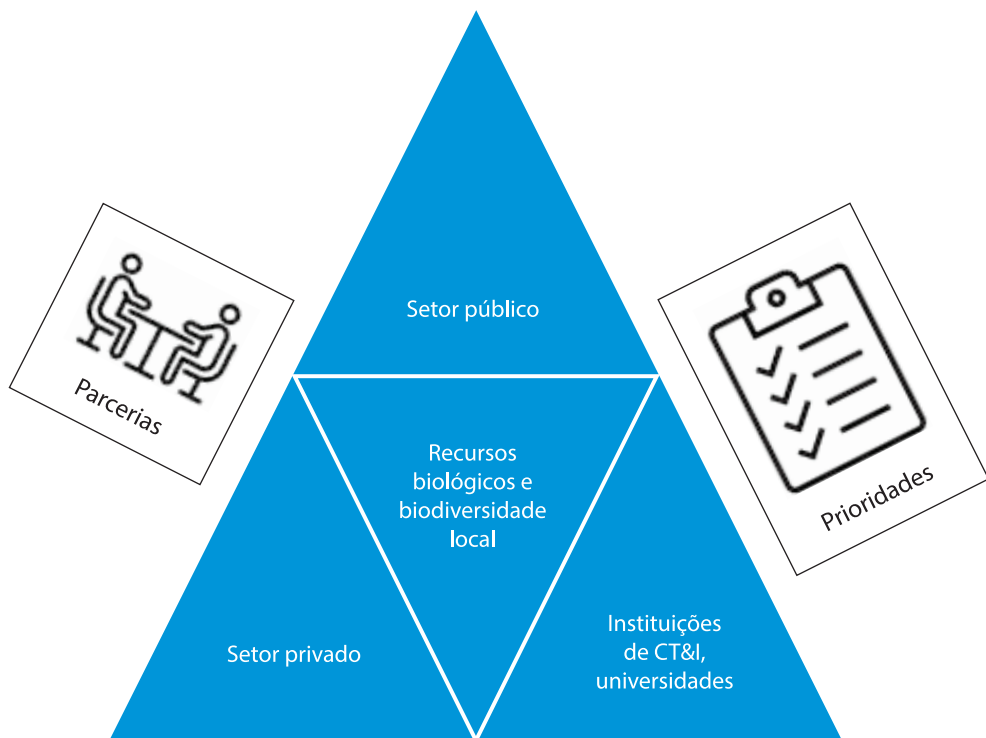 Setor público
Parcerias
Prioridades
Recursos
biológicos e
biodiversidade
local
Setor privado
Instituições
de CT&I,
universidades